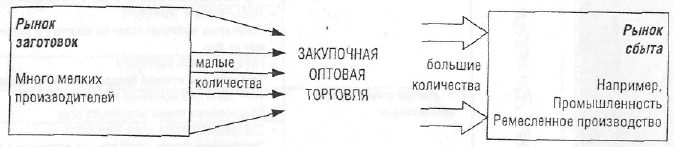 Рынок
заготовок
Много мелких
производителей
малые
количества
ЗАКУПОЧНАЯ
ОПТОВАЯ
ТОРГОВЛЯ
большие
количества
Рынок
сбыта
Например,
Промышленность
Ремесленное производство